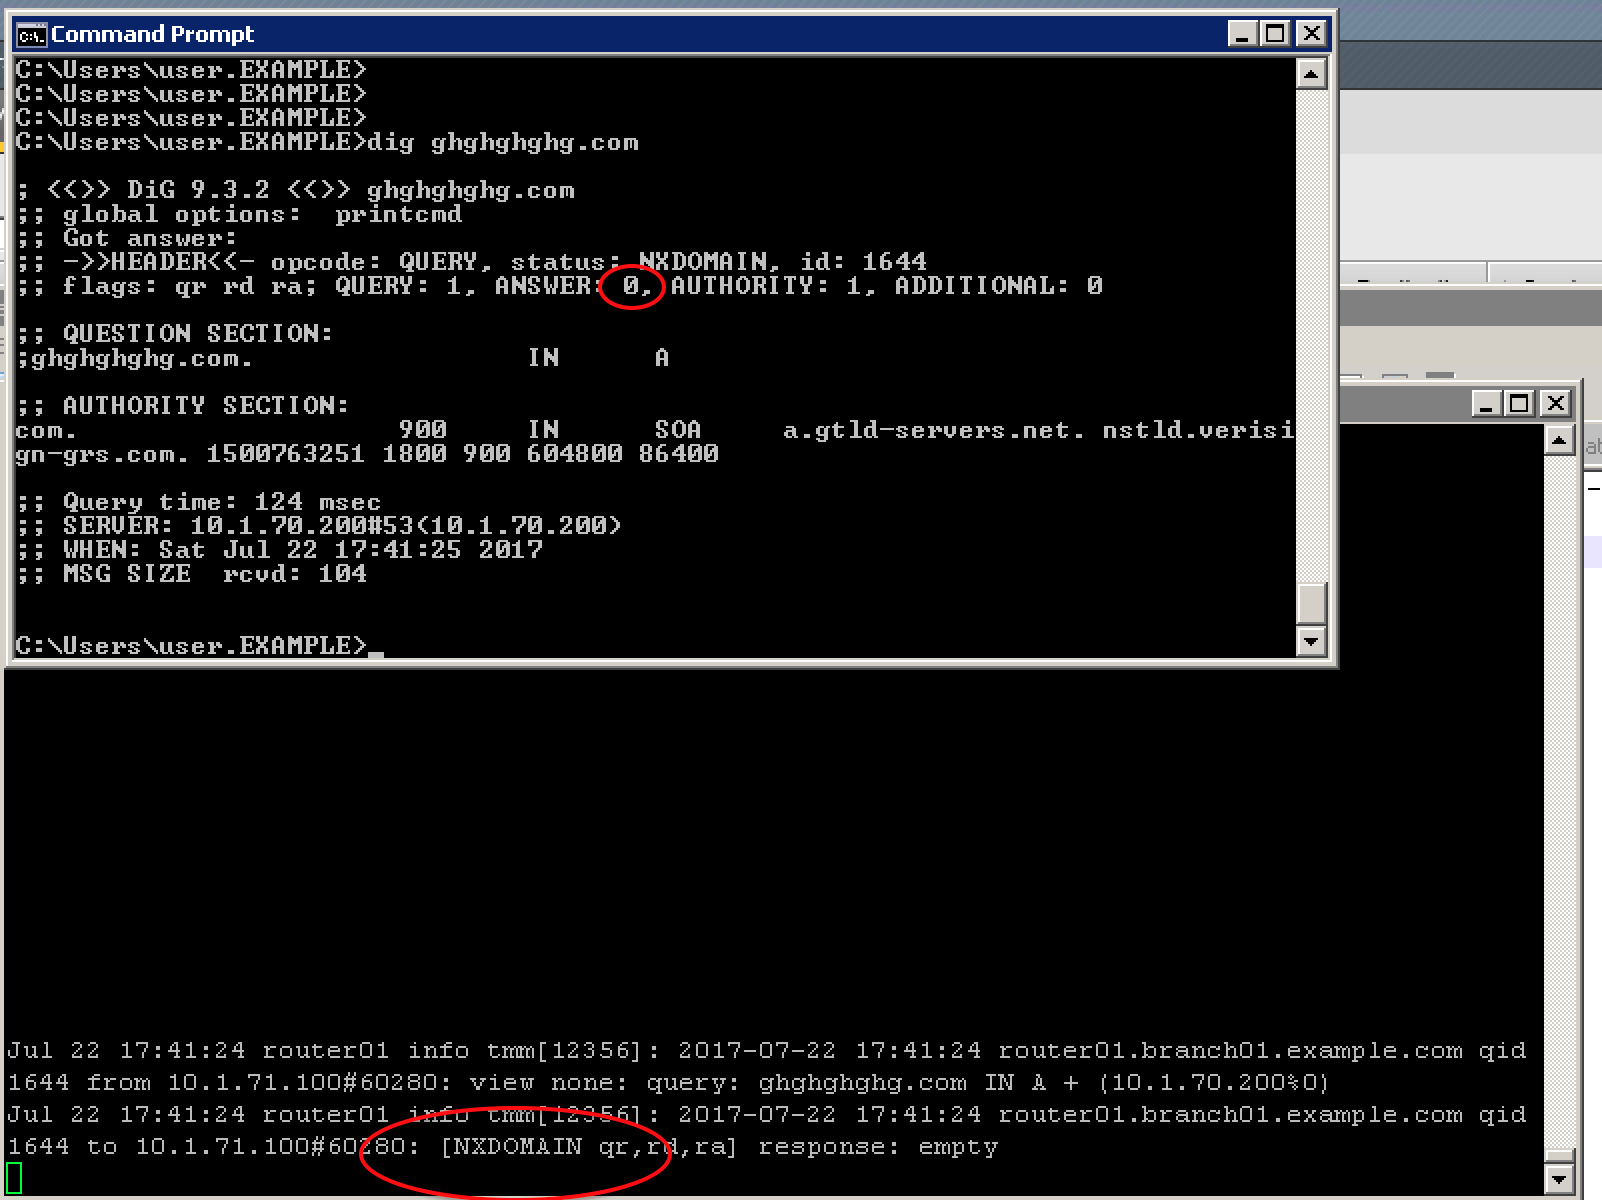 Command Prompt
C:\Users\user.EXAMPLE>
C:\Users\user.EXAMPLE>
C:\Users\user.EXAMPLE>
C:\Users\user.EXAMPLE>dig ghghghghg.com
; <<>> DiG 9.3.2 <<>> ghghghghg.com
;; global options:  printcmd
;; Got answer:
;; ->>HEADER<<- opcode: QUERY, status: NXDOMAIN, id: 1644
;; flags: qr rd ra; QUERY: 1, ANSWER: 0, AUTHORITY: 1, ADDITIONAL: 0
;; QUESTION SECTION:
;ghghghghg.com. IN A
;; AUTHORITY SECTION:
com. 900 IN SOA a.gtld-servers.net. nstld.verisi
gn-grs.com. 1500763251 1800 900 604800 86400
;; Query time: 124 msec
;; SERVER: 10.1.70.200#53(10.1.70.200)
;; WHEN: Sat Jul 22 17:41:25 2017
;; MSG SIZE  rcvd: 104
C:\Users\user.EXAMPLE>_
Jul 22 17:41:24 router01 info tmm[12356]: 2017-07-22 17:41:24 router01.branch01.example.com qid
1644 from 10.1.71.100#60280: view none: query: ghghghghg.com IN A + (10.1.70.200%0)
Jul 22 17:41:24 router01 info tmm[12356]: 2017-07-22 17:41:24 router01.branch01.example.com qid
1644 to 10.1.71.100#60280: [NXDOMAIN qr,rd,ra] response: empty